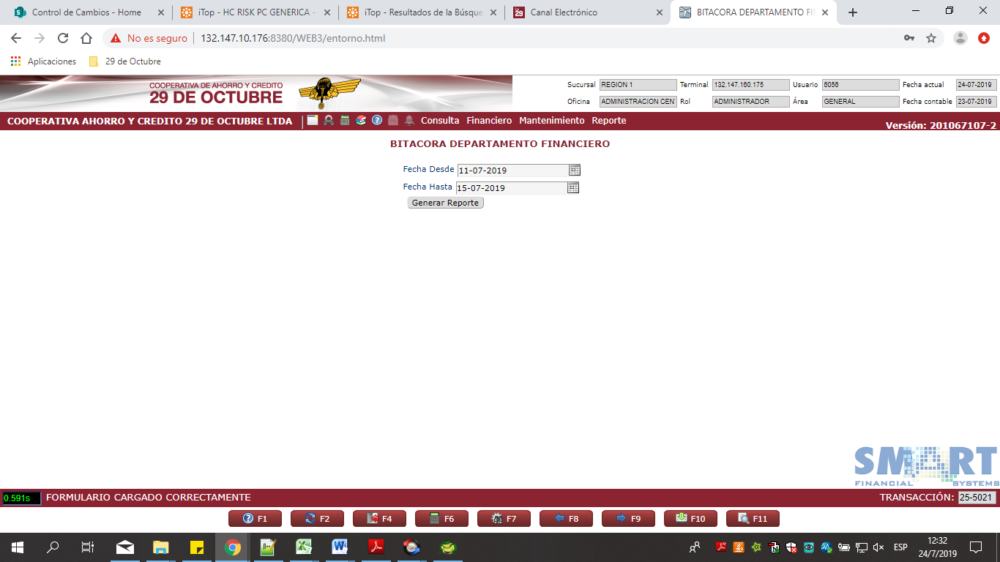 Control de Cambios - Home
iTop - HC RISK PC GENERICA -
iTop - Resultados de la Búsque
Canal Electrónico
BITACORA DEPARTAMENTO FI
No es seguro
132.147.10.176:8380/WEB3/entorno.html
Aplicaciones
29 de Octubre
COOPERATIVA DE AHORRO Y CREDITO
29 DE OCTUBRE
Sucursal REGION 1 Terminal 132.147.160.175 Usuario 6056 Fecha actual 24-07-2019
Oficina ADMINISTRACION CEN Rol ADMINISTRADOR Área GENERAL Fecha contable 23-07-2019
COOPERATIVA AHORRO Y CREDITO 29 DE OCTUBRE LTDA
Consulta Financiero Mantenimiento Reporte
Versión: 201067107-2
BITACORA DEPARTAMENTO FINANCIERO
Fecha Desde 11-07-2019
Fecha Hasta 15-07-2019
Generar Reporte
SMART
FINANCIAL SYSTEMS
0.591s FORMULARIO CARGADO CORRECTAMENTE
TRANSACCIÓN: 25-5021
F1 F2 F4 F6 F7 F8 F9 F10 F11
ESP
12:32
24/7/2019